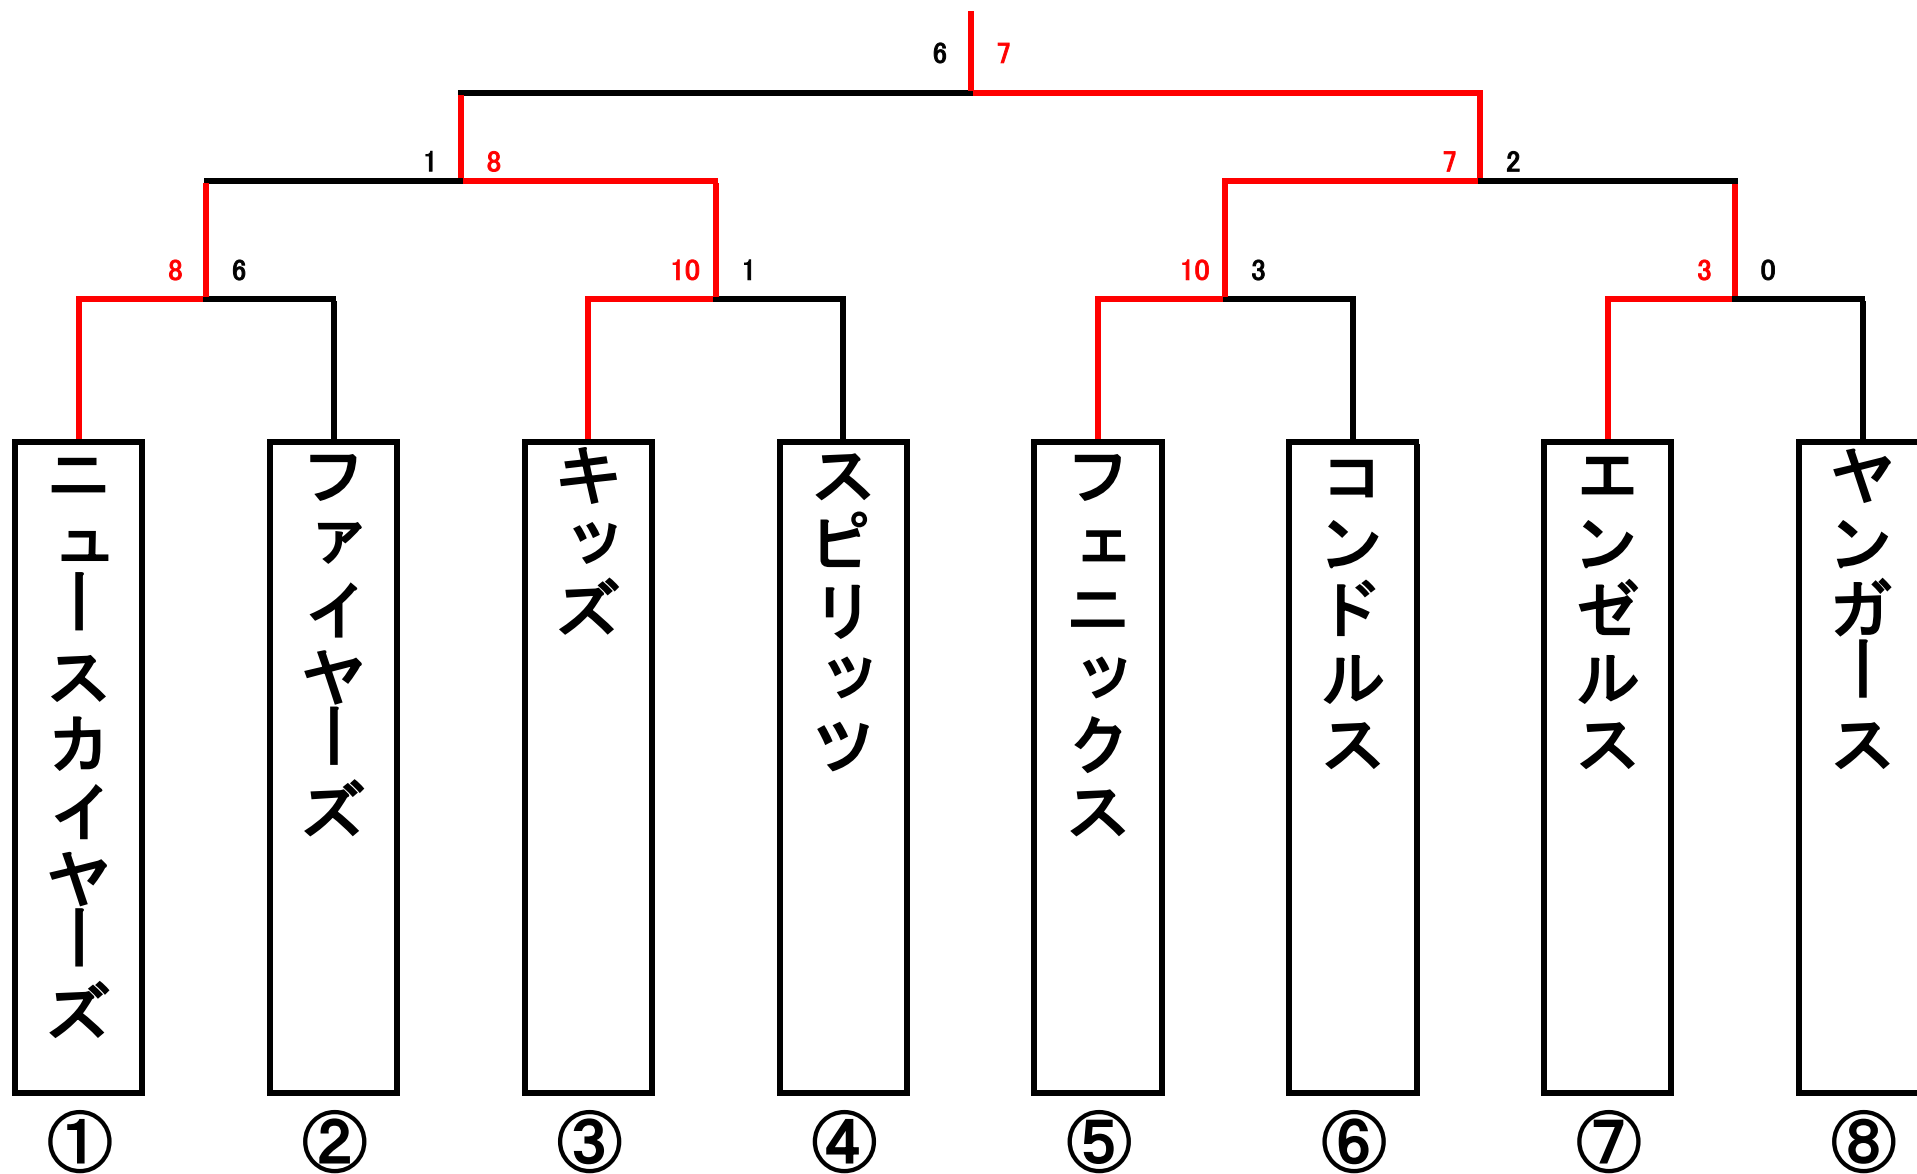 6 7
1 8
7 2
8 6
10 1
10 3
3 0
ニュースカイヤーズ
ファイヤーズ
キッズ
スピリッツ
フェニックス
コンドルス
エンゼルス
ヤンガース
① ② ③ ④ ⑤ ⑥ ⑦ ⑧